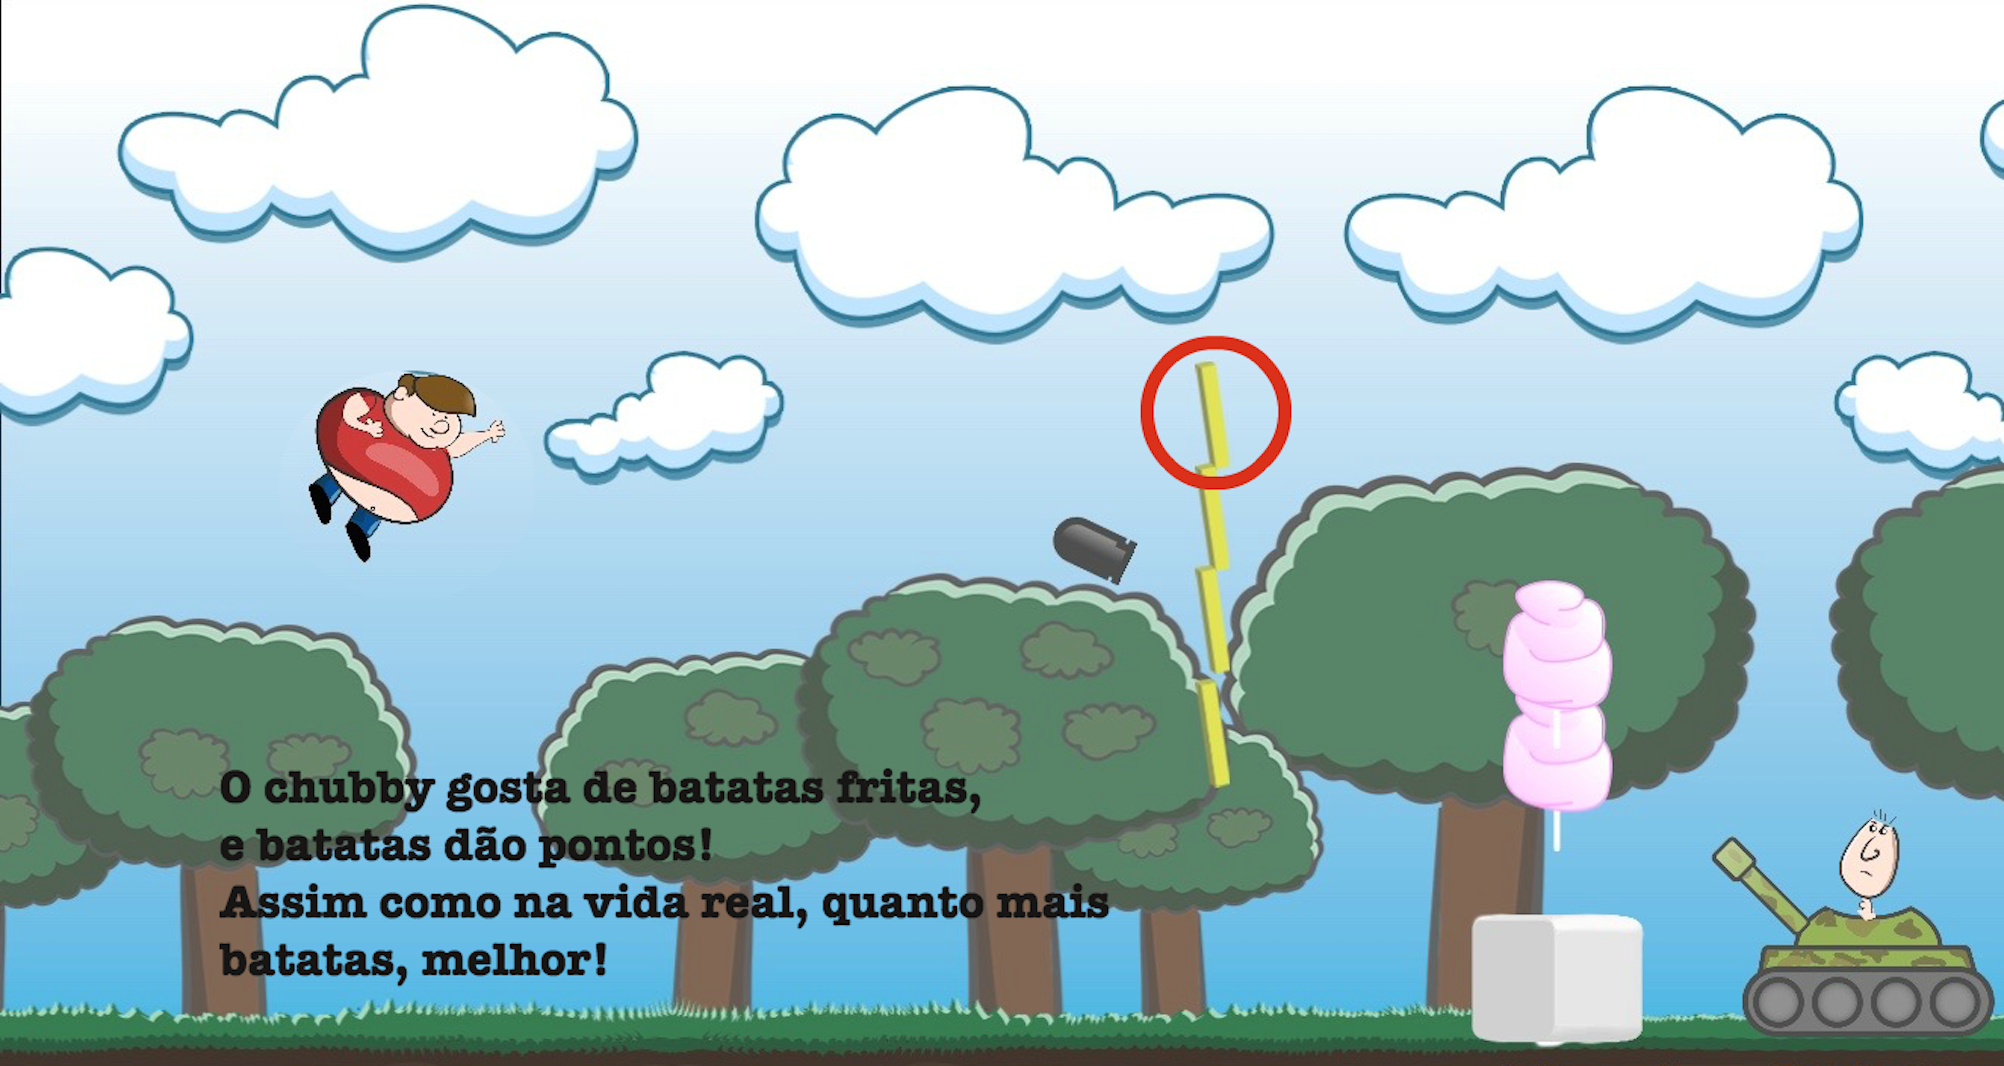 O chubby gosta de batatas fritas,
e batatas dão pontos!
Assim como na vida real, quanto mais
batatas, melhor!